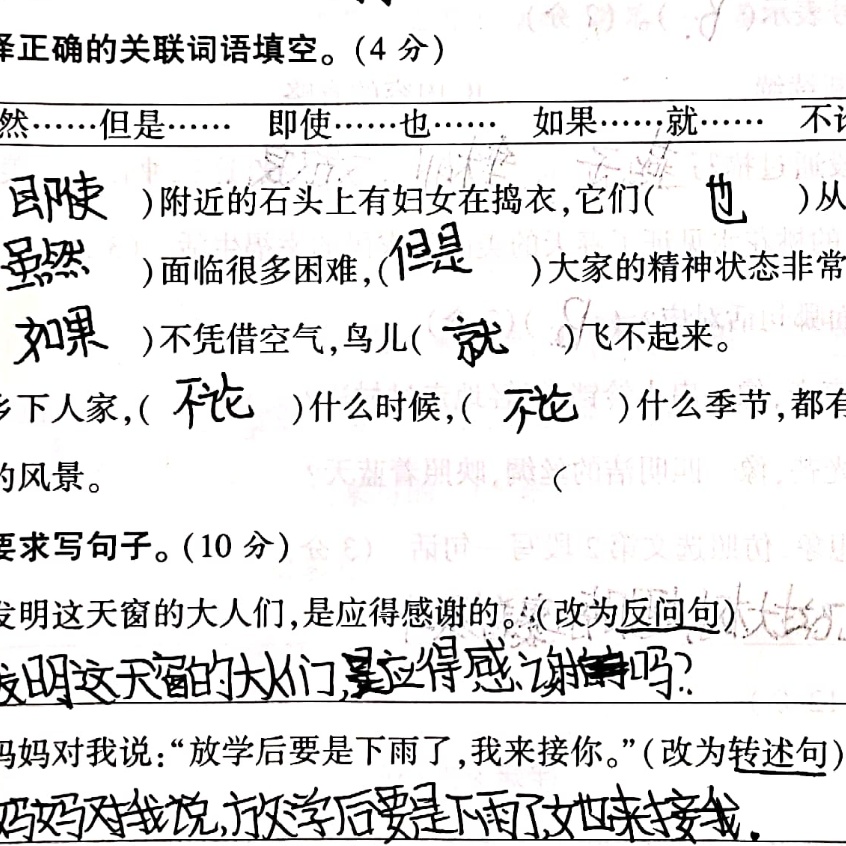 择正确的关联词语填空。(4 分)
然……但是…… 即使……也…… 如果……就…… 不论
即使 )附近的石头上有妇女在捣衣,它们( 也 )从
虽然 )面临很多困难,(但是 )大家的精神状态非常
如果 )不凭借空气,鸟儿( 就 )飞不起来。
乡下人家,( 不论 )什么时候,( 不论 )什么季节,都有
的风景。 (
要求写句子。(10 分)
发明这天窗的大人们,是应得感谢的。(改为反问句)
发明这天窗的大人们,是应得感谢吗?
妈妈对我说:“放学后要是下雨了,我来接你。”(改为转述句)
妈妈对我说,放学后要是下雨了,她来接我.